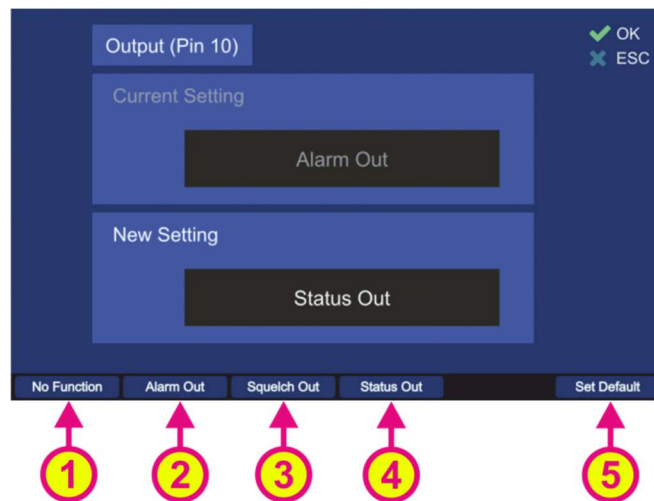 Output (Pin 10)
OK
ESC
Current Setting
Alarm Out
New Setting
Status Out
No Function Alarm Out Squelch Out Status Out Set Default
1 2 3 4 5